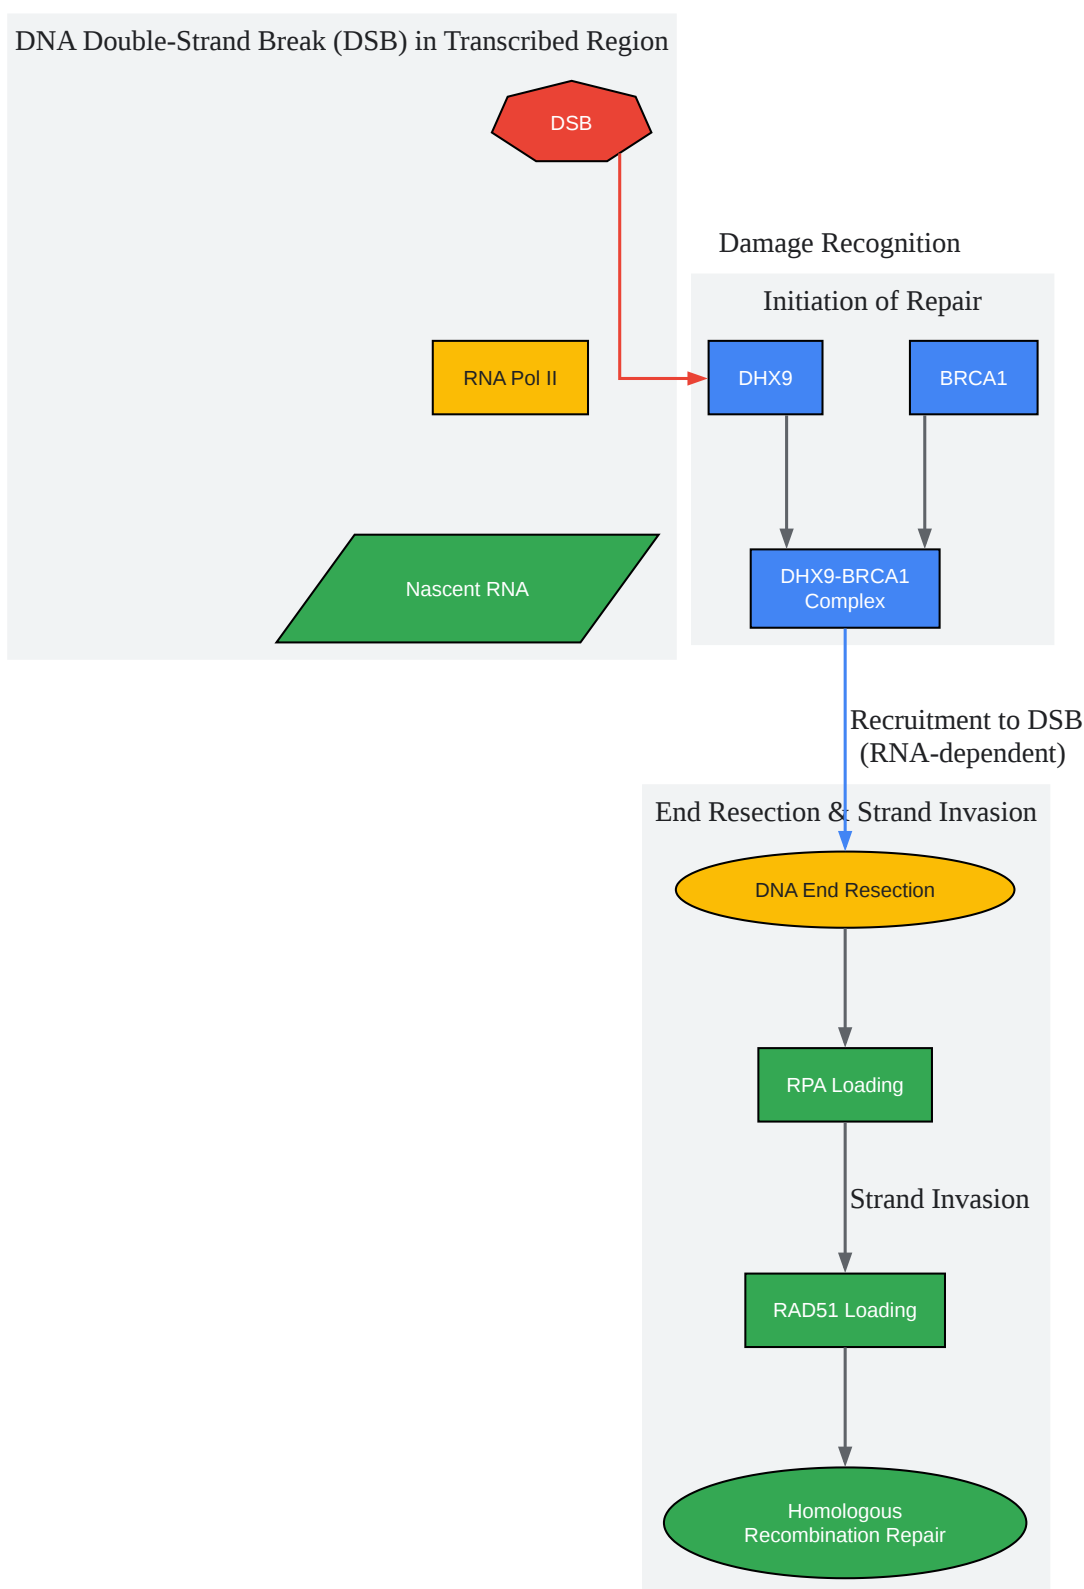 DNA Double-Strand Break (DSB) in Transcribed Region
DSB
Damage Recognition
Initiation of Repair
RNA Pol II
DHX9
BRCA1
Nascent RNA
DHX9-BRCA1
Complex
Recruitment to DSB
(RNA-dependent)
End Resection & Strand Invasion
DNA End Resection
RPA Loading
Strand Invasion
RAD51 Loading
Homologous
Recombination Repair